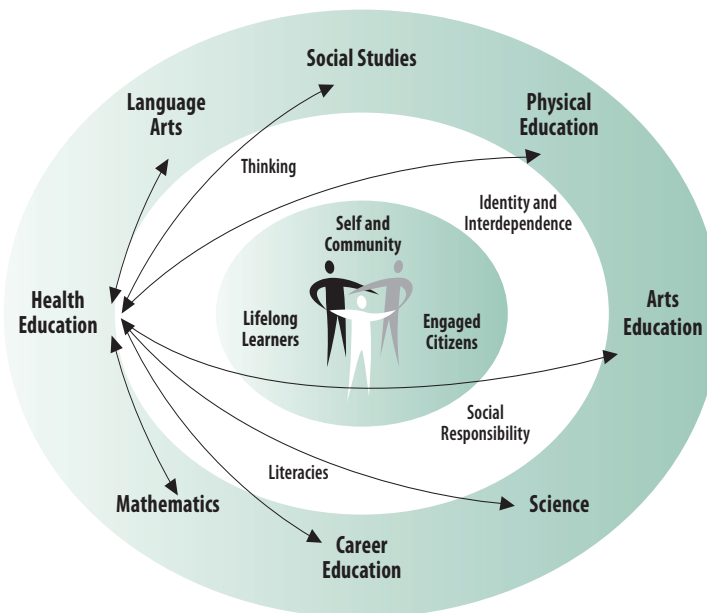 Social Studies
Language
Arts
Physical
Education
Thinking
Identity and
Interdependence
Self and
Community
Health
Education
Lifelong
Learners
Engaged
Citizens
Arts
Education
Social
Responsibility
Literacies
Mathematics
Science
Career
Education